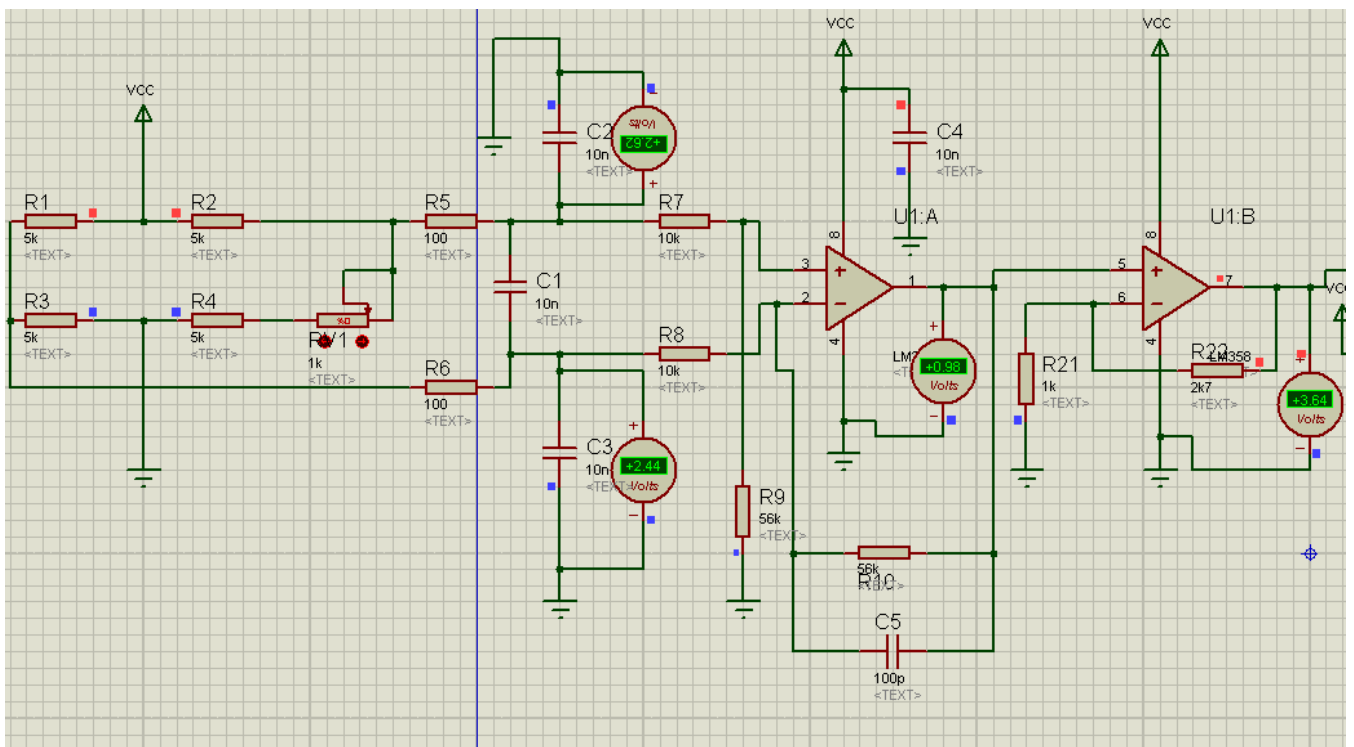 VCC
VCC
VCC
C2
10n
<TEXT>
Volts
+2.62
+
C4
10n
<TEXT>
R1
5k
<TEXT>
R2
5k
<TEXT>
R5
100
<TEXT>
R7
10k
<TEXT>
U1:A
8
3
2
1
4
U1:B
8
5
6
7
4
C1
10n
<TEXT>
R3
5k
<TEXT>
R4
5k
<TEXT>
RV1
1k
<TEXT>
R8
10k
<TEXT>
R6
100
<TEXT>
+
+0.98
Volts
R21
1k
<TEXT>
R22
LM358
2k7
<TEXT>
+
+3.64
Volts
C3
10n
<TEXT>
+
+2.44
Volts
R9
56k
<TEXT>
56k
R10
<TEXT>
C5
100p
<TEXT>